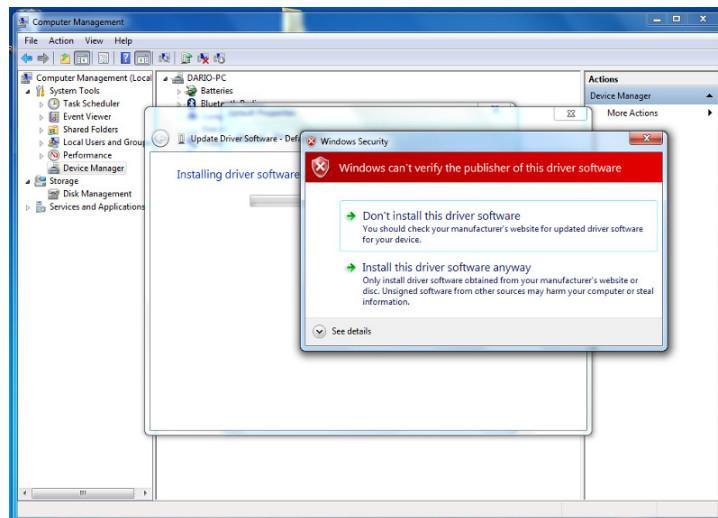 Computer Management
File Action View Help
Computer Management (Local
System Tools
Task Scheduler
Event Viewer
Shared Folders
Local Users and Group
Performance
Device Manager
Storage
Disk Management
Services and Applications
DARIO-PC
Batteries
Actions
Device Manager
More Actions
Update Driver Software - Defa
Installing driver software
Windows Security
Windows can't verify the publisher of this driver software
Don't install this driver software
You should check your manufacturer's website for updated driver software
for your device.
Install this driver software anyway
Only install driver software obtained from your manufacturer's website or
disc. Unsigned software from other sources may harm your computer or steal
information.
See details